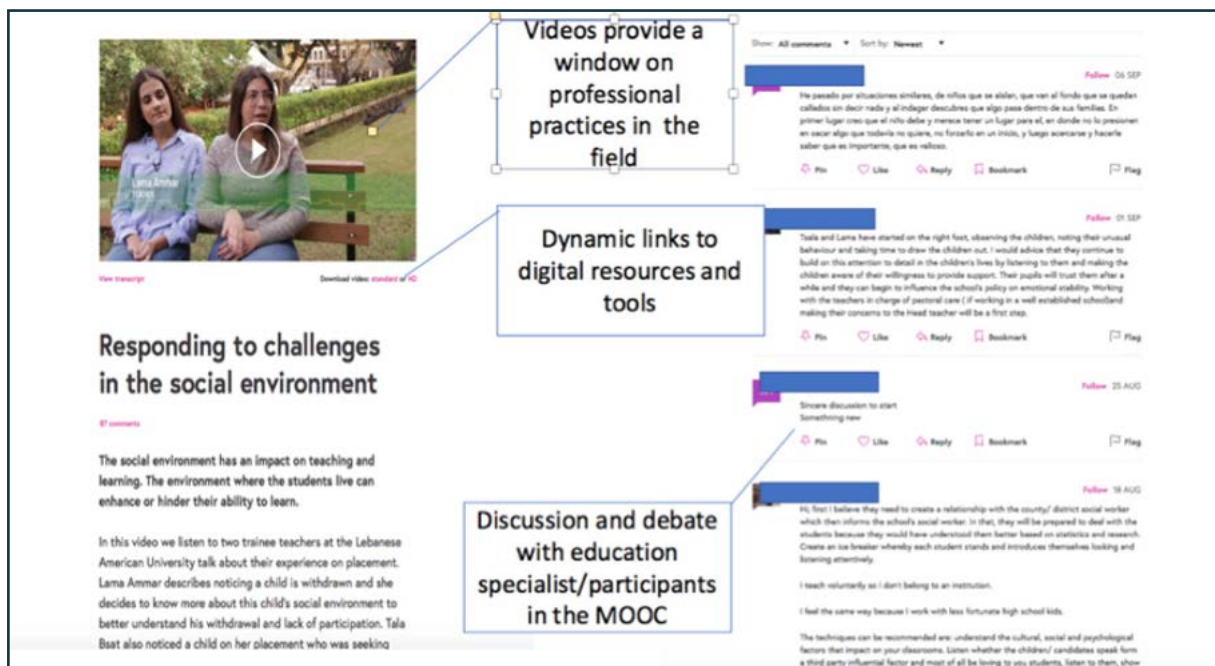 Lama Ammar
View transcript
Download video: standard or HD
Responding to challenges
in the social environment
87 comments
The social environment has an impact on teaching and
learning. The environment where the students live can
enhance or hinder their ability to learn.
In this video we listen to two trainee teachers at the Lebanese
American University talk about their experience on placement.
Lama Ammar describes noticing a child is withdrawn and she
decides to know more about this child's social environment to
better understand his withdrawal and lack of participation. Tala
Baat also noticed a child on her placement who was seeking
Videos provide a
window on
professional
practices in the
field
Dynamic links to
digital resources and
tools
Discussion and debate
with education
specialist/participants
in the MOOC
Show: All comments Sort by: Newest
Follow 06 SEP
He pasado por situaciones similares, de niños que se aislan, que van al fondo que se quedan
callados sin decir nada y al indagar descubres que algo pasa dentro de sus familias. En
primer lugar creo que el niño debe y merece tener un lugar para el, en donde no lo presionen
en sacar algo que todavía no quiere, no forzarlo en un inicio, y luego acercarse y hacerle
saber que es importante, que es valioso.
Pin Like Reply Bookmark Flag
Follow 01 SEP
Taala and Lama have started on the right foot, observing the children, noting their unusual
behaviour and taking time to draw the children out. I would advice that they continue to
build on this attention to detail in the children's lives by listening to them and making the
children aware of their willingness to provide support. Their pupils will trust them after a
while and they can begin to influence the school's policy on emotional stability. Working
with the teachers in charge of pastoral care ( if working in a well established school)and
making their concerns to the Head teacher will be a first step.
Pin Like Reply Bookmark Flag
Follow 25 AUG
Sincere discussion to start
Somethning new
Pin Like Reply Bookmark Flag
Follow 18 AUG
Hi, first I believe they need to create a relationship with the county/ district social worker
which then informs the school's social worker. In that, they will be prepared to deal with the
students because they would have understood them better based on statistics and research.
Create an ice breaker whereby each student stands and introduces themselves looking and
listening attentively.
I teach voluntarily so I don't belong to an institution.
I feel the same way because I work with less fortunate high school kids.
The techniques can be recommended are: understand the cultural, social and psychological
factors that impact on your classrooms. Listen whether the children/ candidates speak form
a third party influential factor and most of all be loving to you students, listen to them, show